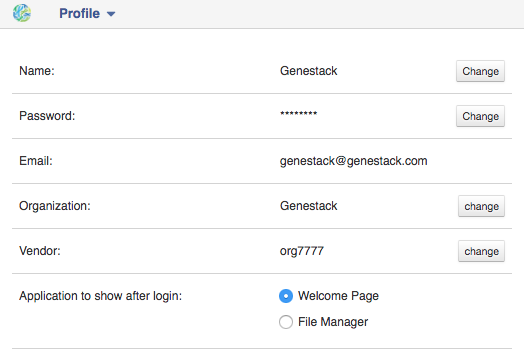 Profile
Name: Genestack Change
Password: ******** Change
Email: genestack@genestack.com
Organization: Genestack change
Vendor: org7777 change
Application to show after login: Welcome Page
File Manager